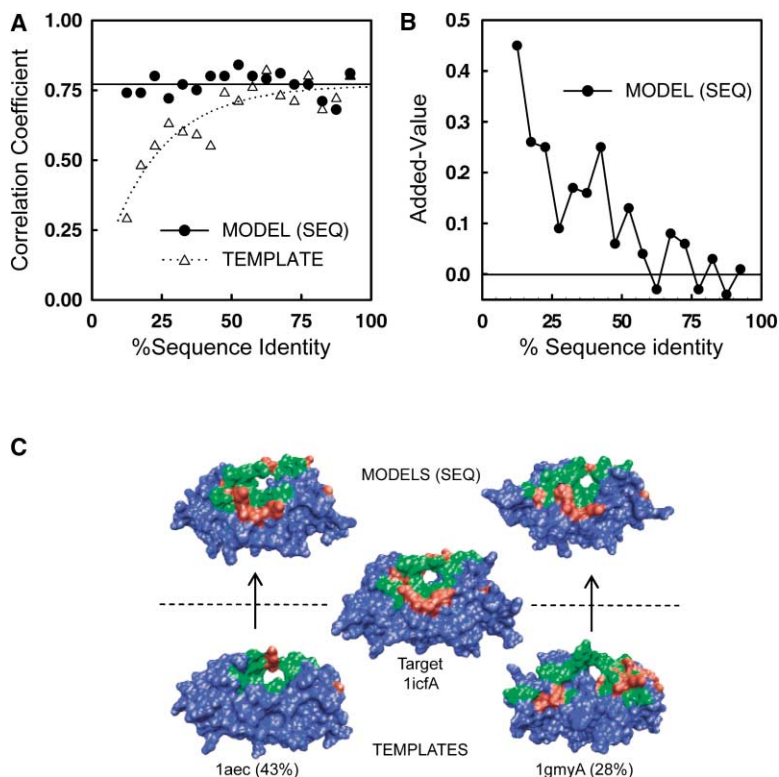 A
1.00
0.75
0.50
0.25
0.00
Correlation Coefficient
MODEL (SEQ)
TEMPLATE
0 25 50 75 100
%Sequence Identity
B
0.5
0.4
0.3
0.2
0.1
0.0
Added-Value
MODEL (SEQ)
0 25 50 75 100
% Sequence identity
C
MODELS (SEQ)
Target
1icfA
TEMPLATES
1aec (43%)
1gmyA (28%)